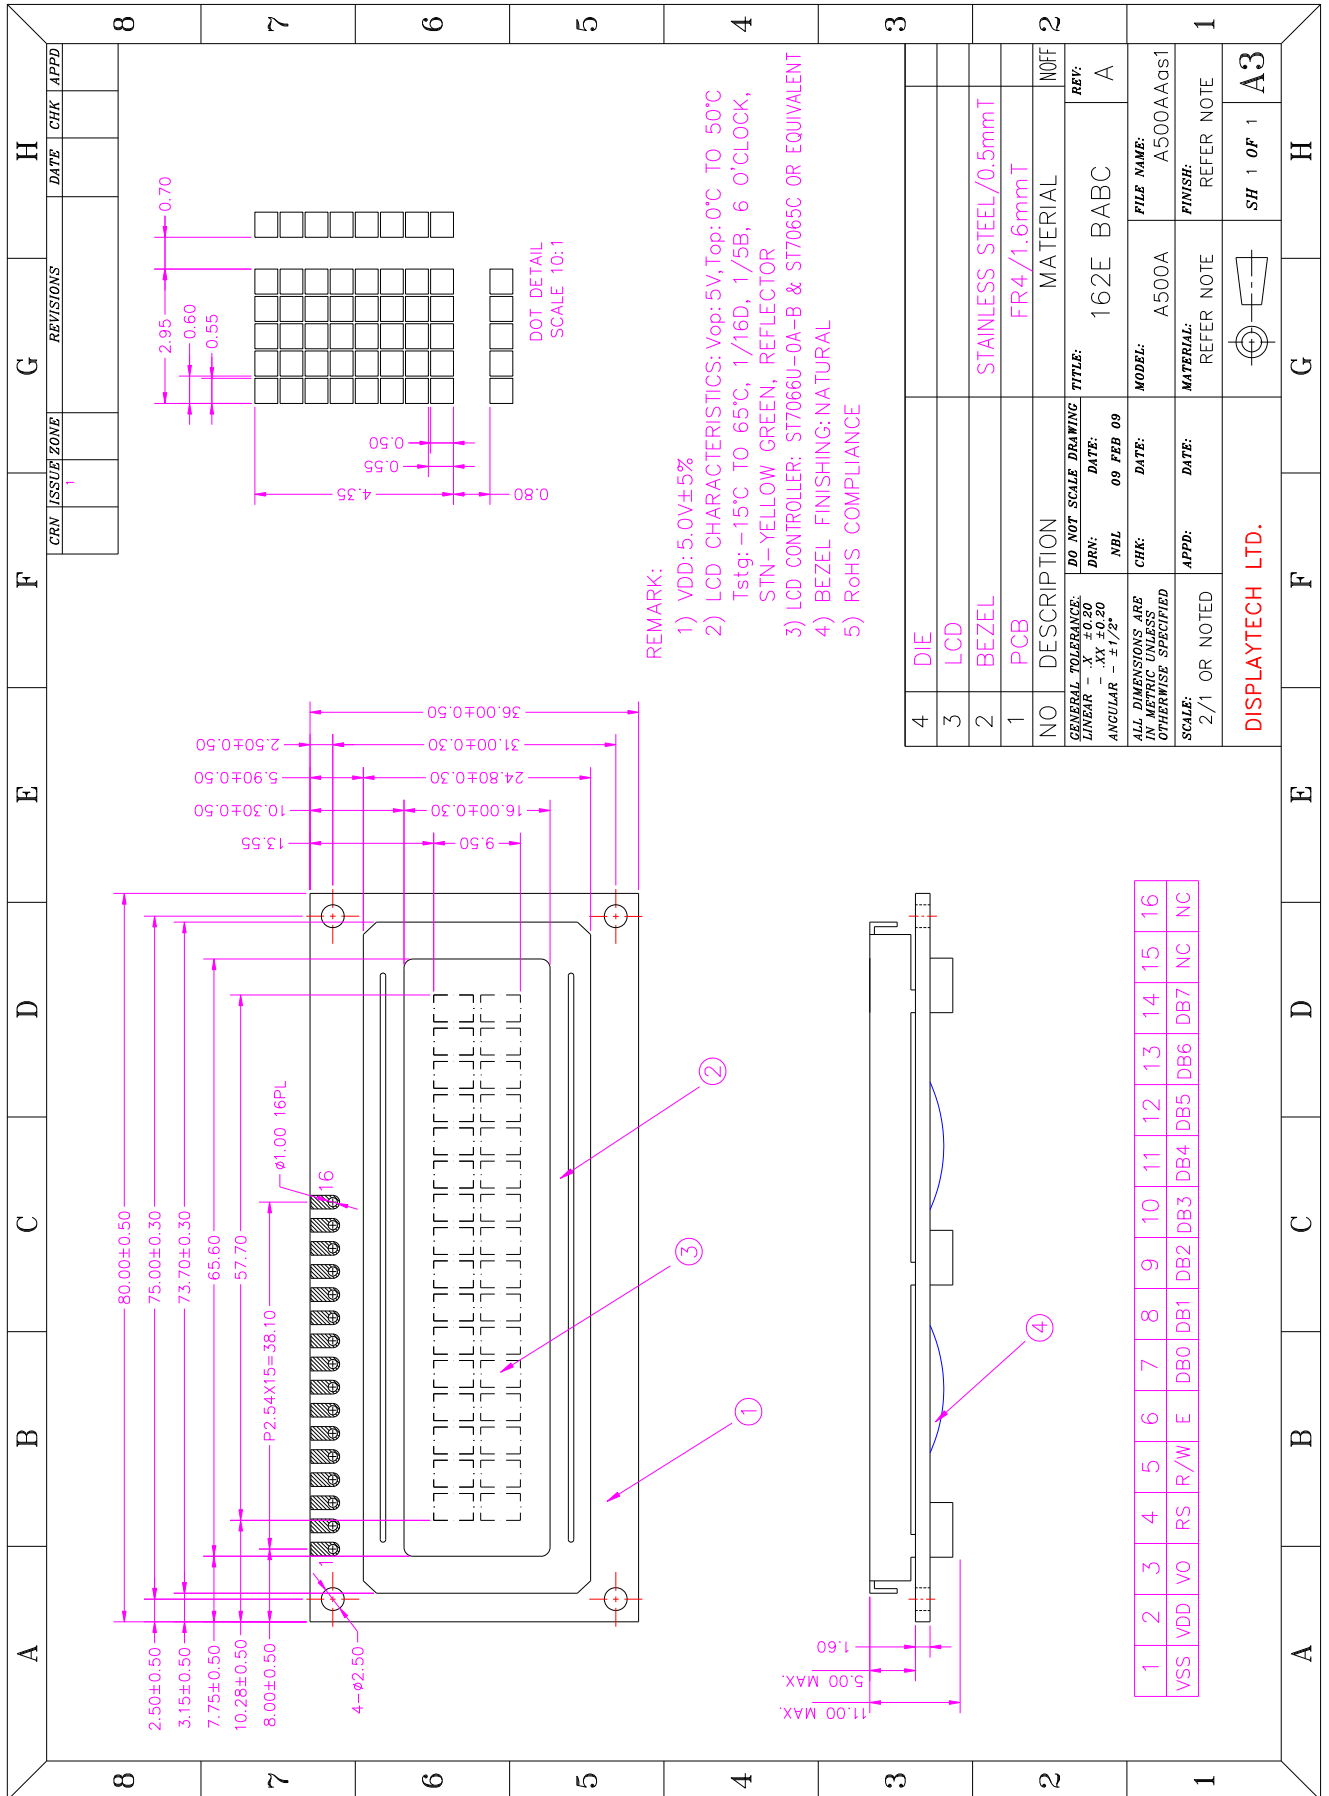 8
7
6
5
4
3
2
1
A
B
C
D
E
F
G
H
CRN ISSUE ZONE REVISIONS DATE CHK APPD
1
80.00±0.50
2.50±0.50 75.00±0.30
3.15±0.50 73.70±0.30
7.75±0.50 65.60
10.28±0.50 57.70
8.00±0.50 P2.54X15=38.10 ø1.00 16PL
4-ø2.50
1 16
13.55 9.50
10.30±0.50 16.00±0.30
5.90±0.50 24.80±0.30
2.50±0.50 31.00±0.30
36.00±0.50
1
2
3
4
2.95 0.70
0.60
0.55
4.35
0.55
0.50
0.80
DOT DETAIL
SCALE 10:1
REMARK:
1) VDD: 5.0V±5%
2) LCD CHARACTERISTICS: Vop: 5V,Top: 0°C TO 50°C
Tstg: -15°C TO 65°C, 1/16D, 1/5B, 6 O'CLOCK,
STN-YELLOW GREEN, REFLECTOR
3) LCD CONTROLLER: ST7066U-0A-B & ST7065C OR EQUIVALENT
4) BEZEL FINISHING: NATURAL
5) RoHS COMPLIANCE
11.00 MAX.
5.00 MAX.
1.60
1 2 3 4 5 6 7 8 9 10 11 12 13 14 15 16
VSS VDD VO RS R/W E DB0 DB1 DB2 DB3 DB4 DB5 DB6 DB7 NC NC
4 DIE
3 LCD
2 BEZEL STAINLESS STEEL/0.5mmT
1 PCB FR4/1.6mmT
NO DESCRIPTION MATERIAL NOFF
GENERAL TOLERANCE:
LINEAR - .X ±0.20
- .XX ±0.20
ANGULAR - ±1/2°
DO NOT SCALE DRAWING
DRN: DATE:
NBL 09 FEB 09
TITLE:
162E BABC
REV:
A
ALL DIMENSIONS ARE
IN METRIC UNLESS
OTHERWISE SPECIFIED
CHK: DATE:
MODEL:
A500A
FILE NAME:
A500AAas1
SCALE:
2/1 OR NOTED
APPD: DATE:
MATERIAL:
REFER NOTE
FINISH:
REFER NOTE
DISPLAYTECH LTD.
SH 1 OF 1
A3
8
7
6
5
4
3
2
1
A
B
C
D
E
F
G
H